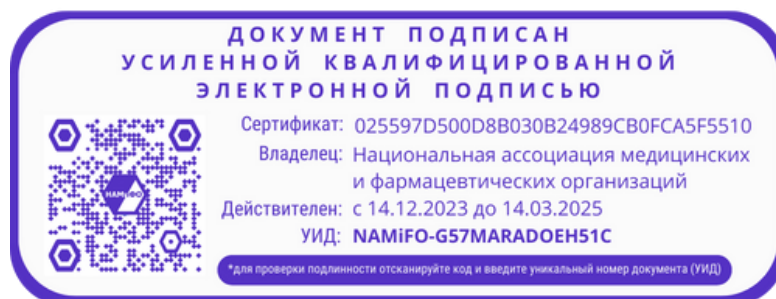 ДОКУМЕНТ ПОДПИСАН
УСИЛЕННОЙ КВАЛИФИЦИРОВАННОЙ
ЭЛЕКТРОННОЙ ПОДПИСЬЮ
Сертификат: 025597D500D8B030B24989CB0FCA5F5510
Владелец: Национальная ассоциация медицинских
и фармацевтических организаций
Действителен: с 14.12.2023 до 14.03.2025
УИД: NAMiFO-G57MARADOEH51C
НАМиФО
*для проверки подлинности отсканируйте код и введите уникальный номер документа (УИД)